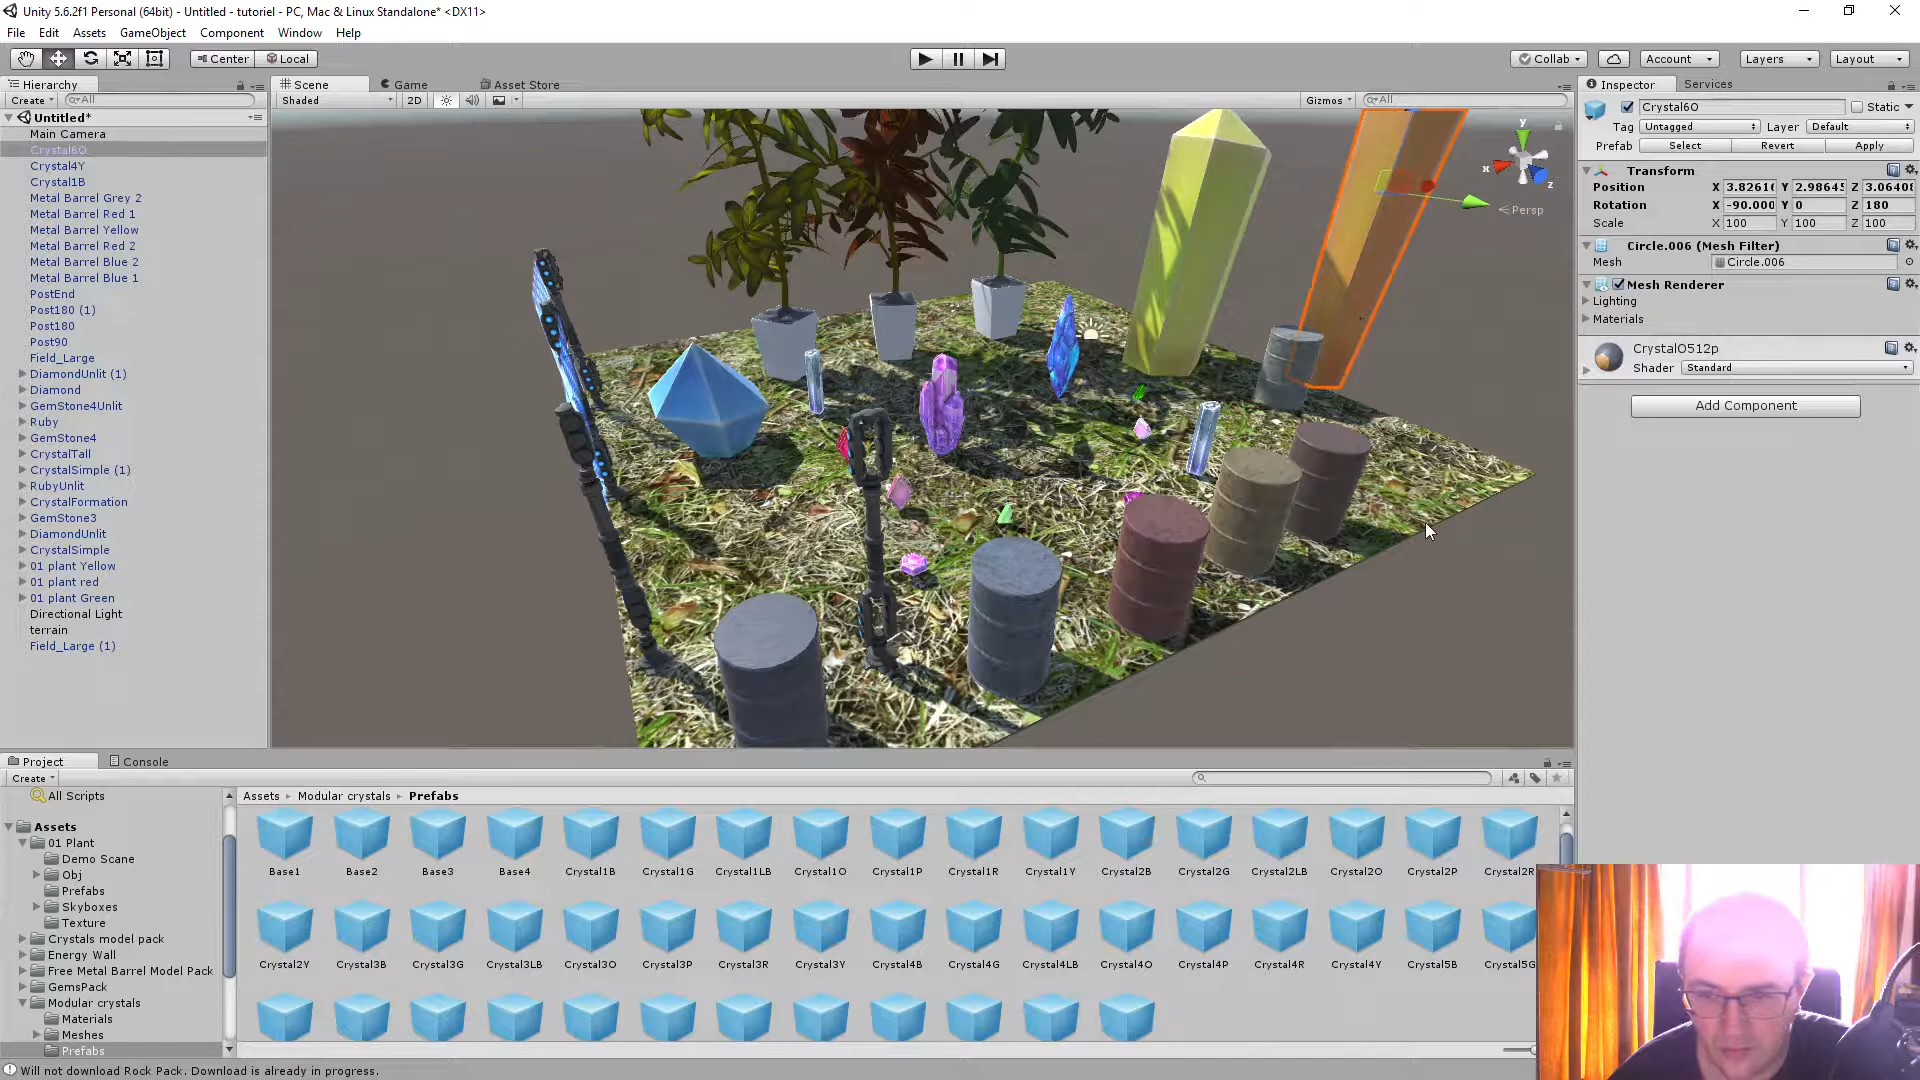 Unity 5.6.2f1 Personal (64bit) - Untitled - tutoriel - PC, Mac & Linux Standalone* <DX11>
File Edit Assets GameObject Component Window Help
Center Local Collab Account Layers Layout
Hierarchy
Create All
Untitled*
Main Camera
Crystal6O
Crystal4Y
Crystal1B
Metal Barrel Grey 2
Metal Barrel Red 1
Metal Barrel Yellow
Metal Barrel Red 2
Metal Barrel Blue 2
Metal Barrel Blue 1
PostEnd
Post180 (1)
Post180
Post90
Field_Large
DiamondUnlit (1)
Diamond
GemStone4Unlit
Ruby
GemStone4
CrystalTall
CrystalSimple (1)
RubyUnlit
CrystalFormation
GemStone3
DiamondUnlit
CrystalSimple
01 plant Yellow
01 plant red
01 plant Green
Directional Light
terrain
Field_Large (1)
Scene Game Asset Store
Shaded 2D Gizmos All
y
x
z
Persp
Inspector Services
Crystal6O Static
Tag Untagged Layer Default
Prefab Select Revert Apply
Transform
Position X 3.82616 Y 2.98645 Z 3.06408
Rotation X -90.000 Y 0 Z 180
Scale X 100 Y 100 Z 100
Circle.006 (Mesh Filter)
Mesh Circle.006
Mesh Renderer
Lighting
Materials
CrystalO512p
Shader Standard
Add Component
Project Console
Create
All Scripts
Assets
01 Plant
Demo Scane
Obj
Prefabs
Skyboxes
Texture
Crystals model pack
Energy Wall
Free Metal Barrel Model Pack
GemsPack
Modular crystals
Materials
Meshes
Prefabs
Assets Modular crystals Prefabs
Base1 Base2 Base3 Base4 Crystal1B Crystal1G Crystal1LB Crystal1O Crystal1P Crystal1R Crystal1Y Crystal2B Crystal2G Crystal2LB Crystal2O Crystal2P Crystal2R
Crystal2Y Crystal3B Crystal3G Crystal3LB Crystal3O Crystal3P Crystal3R Crystal3Y Crystal4B Crystal4G Crystal4LB Crystal4O Crystal4P Crystal4R Crystal4Y Crystal5B Crystal5G
Will not download Rock Pack. Download is already in progress.